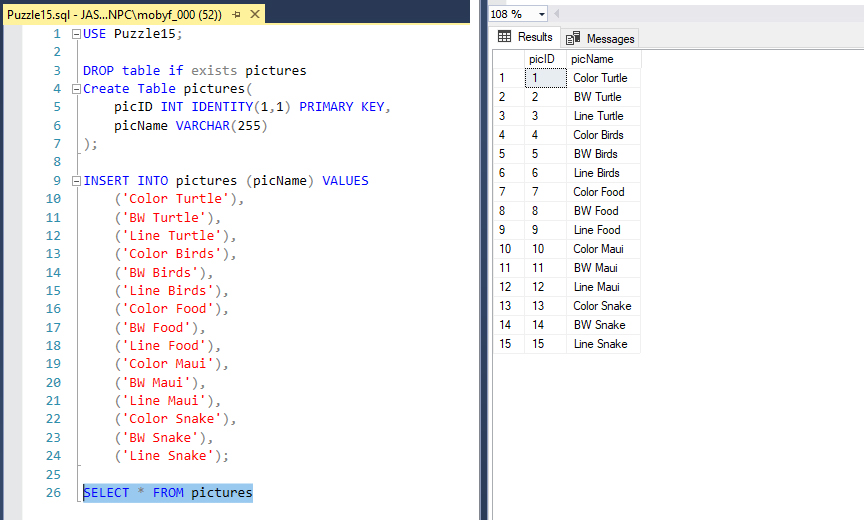 Puzzle15.sql - JAS...NPC\mobyf_000 (52))
1 USE Puzzle15;
2
3 DROP table if exists pictures
4 Create Table pictures(
5 picID INT IDENTITY(1,1) PRIMARY KEY,
6 picName VARCHAR(255)
7 );
8
9 INSERT INTO pictures (picName) VALUES
10 ('Color Turtle'),
11 ('BW Turtle'),
12 ('Line Turtle'),
13 ('Color Birds'),
14 ('BW Birds'),
15 ('Line Birds'),
16 ('Color Food'),
17 ('BW Food'),
18 ('Line Food'),
19 ('Color Maui'),
20 ('BW Maui'),
21 ('Line Maui'),
22 ('Color Snake'),
23 ('BW Snake'),
24 ('Line Snake');
25
26 SELECT * FROM pictures
108 %
Results Messages
picID picName
1 1 Color Turtle
2 2 BW Turtle
3 3 Line Turtle
4 4 Color Birds
5 5 BW Birds
6 6 Line Birds
7 7 Color Food
8 8 BW Food
9 9 Line Food
10 10 Color Maui
11 11 BW Maui
12 12 Line Maui
13 13 Color Snake
14 14 BW Snake
15 15 Line Snake